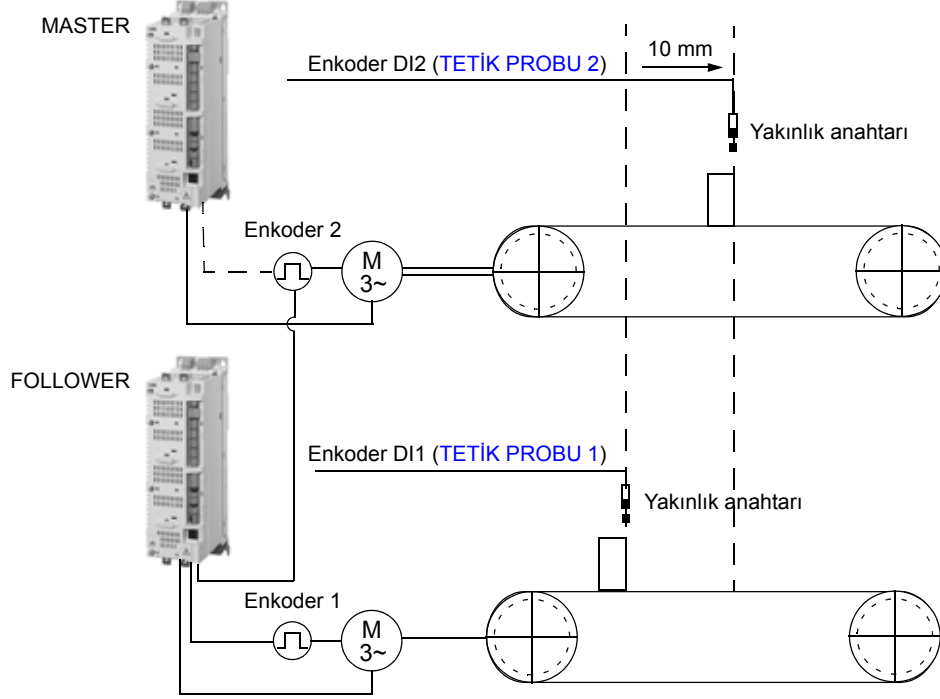 MASTER
10 mm
Enkoder DI2 (TETİK PROBU 2)
Yakınlık anahtarı
Enkoder 2
M
3~
FOLLOWER
Enkoder DI1 (TETİK PROBU 1)
Yakınlık anahtarı
Enkoder 1
M
3~